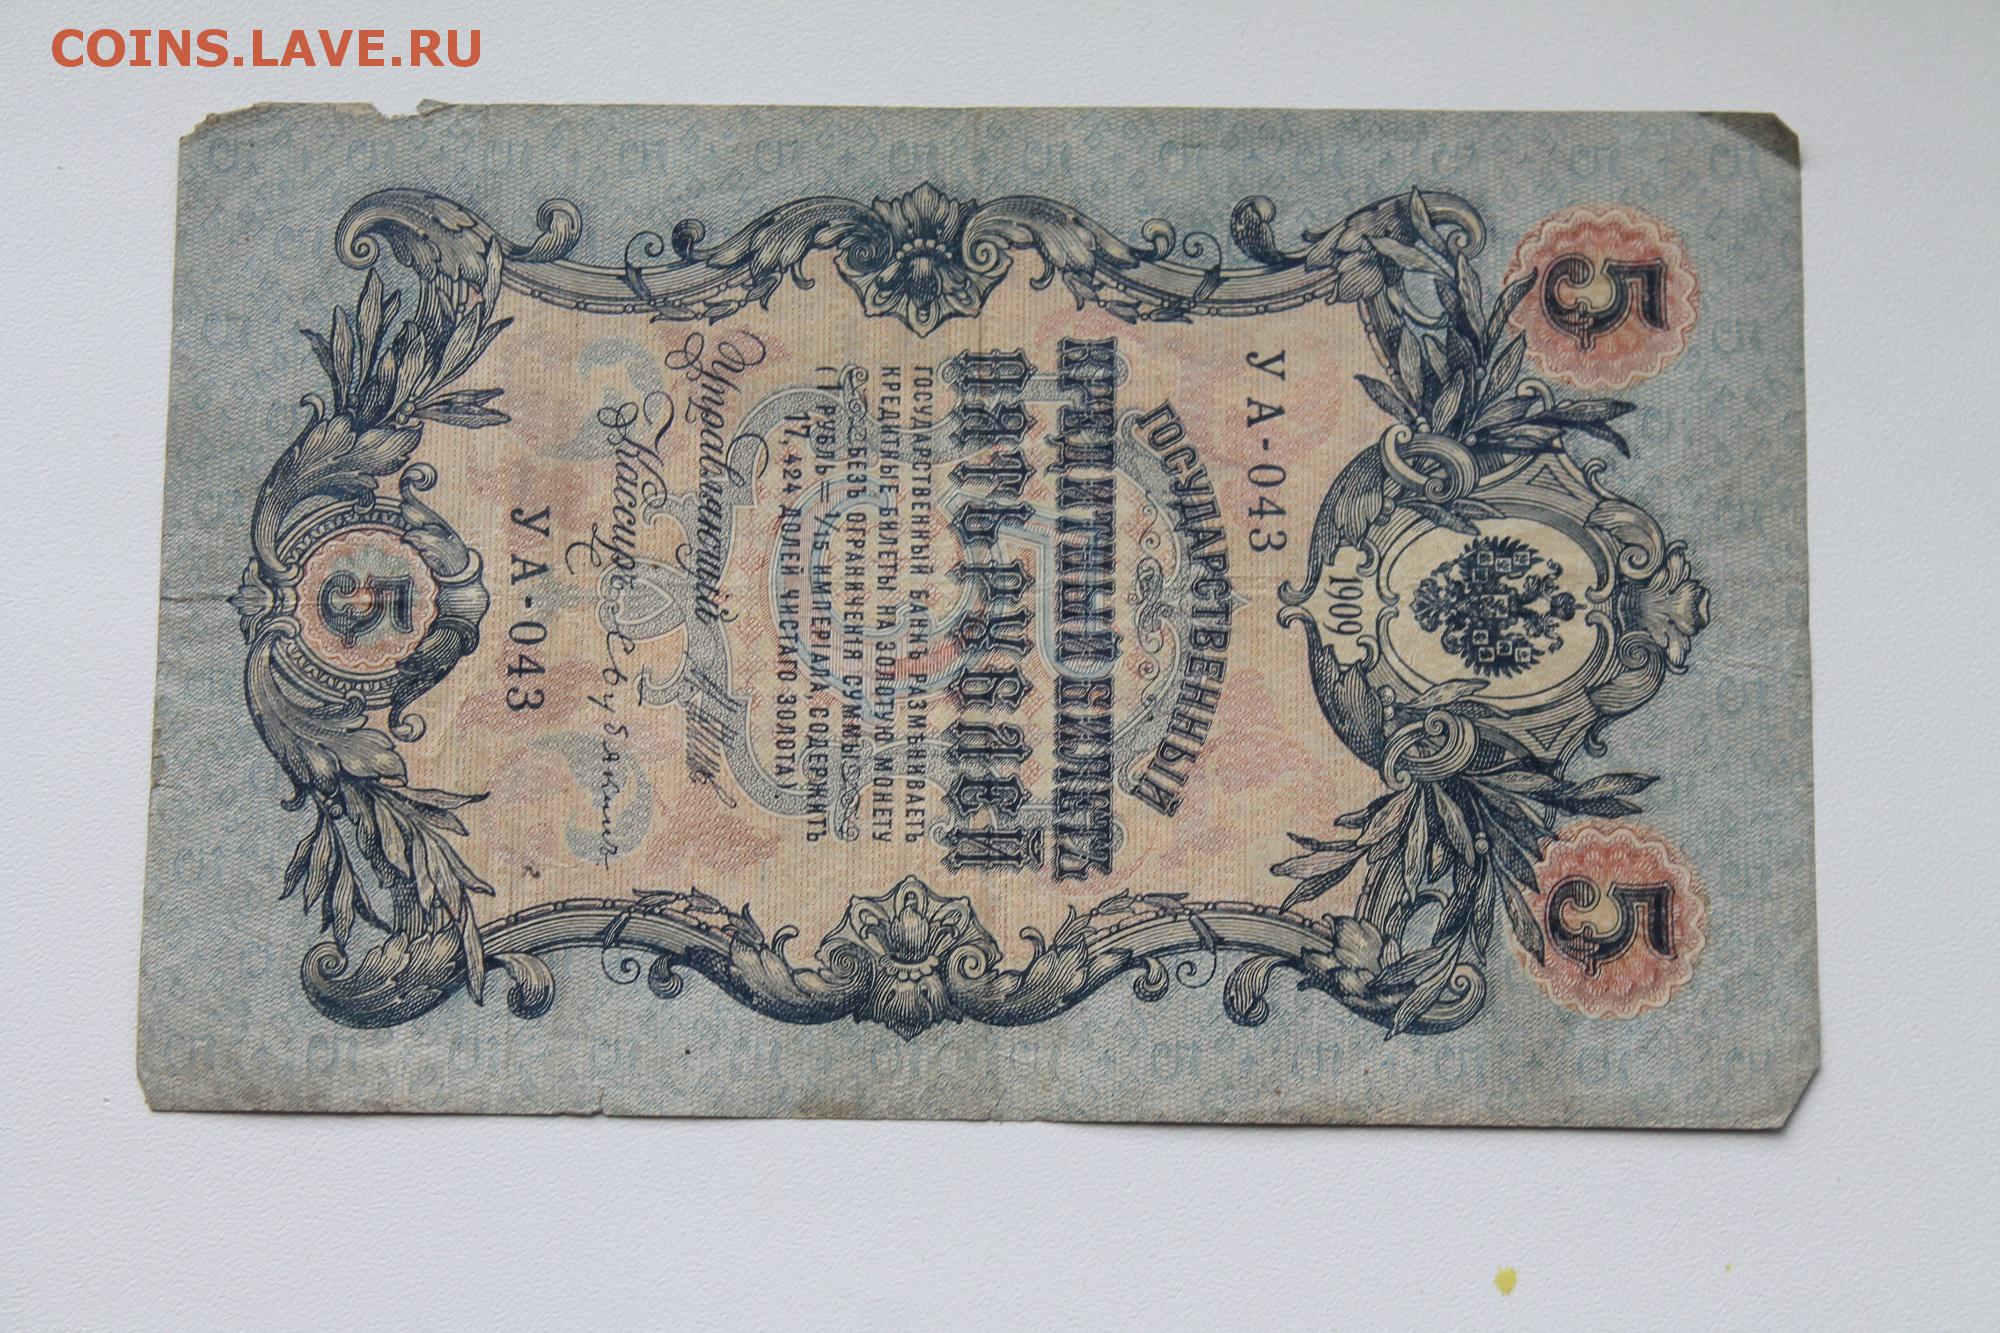 COINS.LAVE.RU
5 5
1909
УА-043
ГОСУДАРСТВЕННЫЙ
КРЕДИТНЫЙ БИЛЕТЪ
ПЯТЬ РУБЛЕЙ
ГОСУДАРСТВЕННЫЙ БАНКЪ РАЗМѢНИВАЕТЪ
КРЕДИТНЫЕ БИЛЕТЫ НА ЗОЛОТУЮ МОНЕТУ
БЕЗЪ ОГРАНИЧЕНІЯ СУММЫ
(1 РУБЛЬ = 1/15 ИМПЕРІАЛА, СОДЕРЖИТЪ
17,424 ДОЛЕЙ ЧИСТАГО ЗОЛОТА).
Управляющій
Кассиръ
УА-043
5